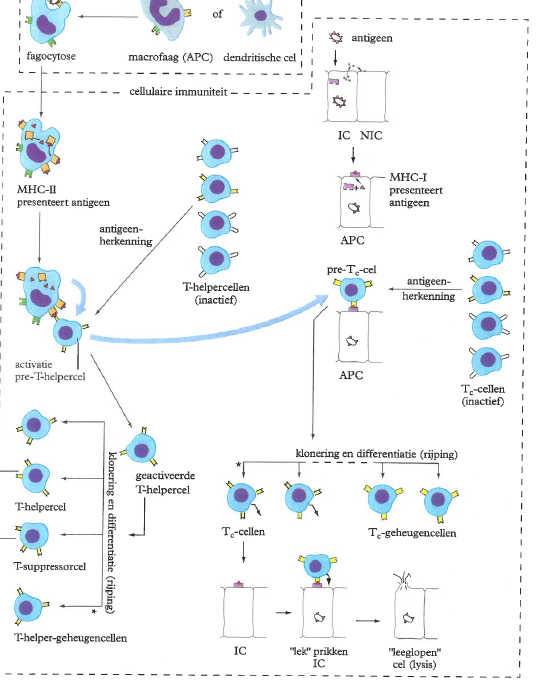 of
fagocytose
macrofaag (APC)
dendritische cel
antigeen
cellulaire immuniteit
IC NIC
MHC-II
presenteert antigeen
MHC-I
presenteert
antigeen
APC
antigeen-
herkenning
T-helpercellen
(inactief)
pre-Tc-cel
antigeen-
herkenning
activatie
pre-T-helpercel
APC
Tc-cellen
(inactief)
klonering en differentiatie (rijping)
*
geactiveerde
T-helpercel
klonering en differentiatie (rijping)
T-helpercel
Tc-cellen
Tc-geheugencellen
T-suppressorcel
*
T-helper-geheugencellen
IC
"lek" prikken
IC
"leeglopen"
cel (lysis)